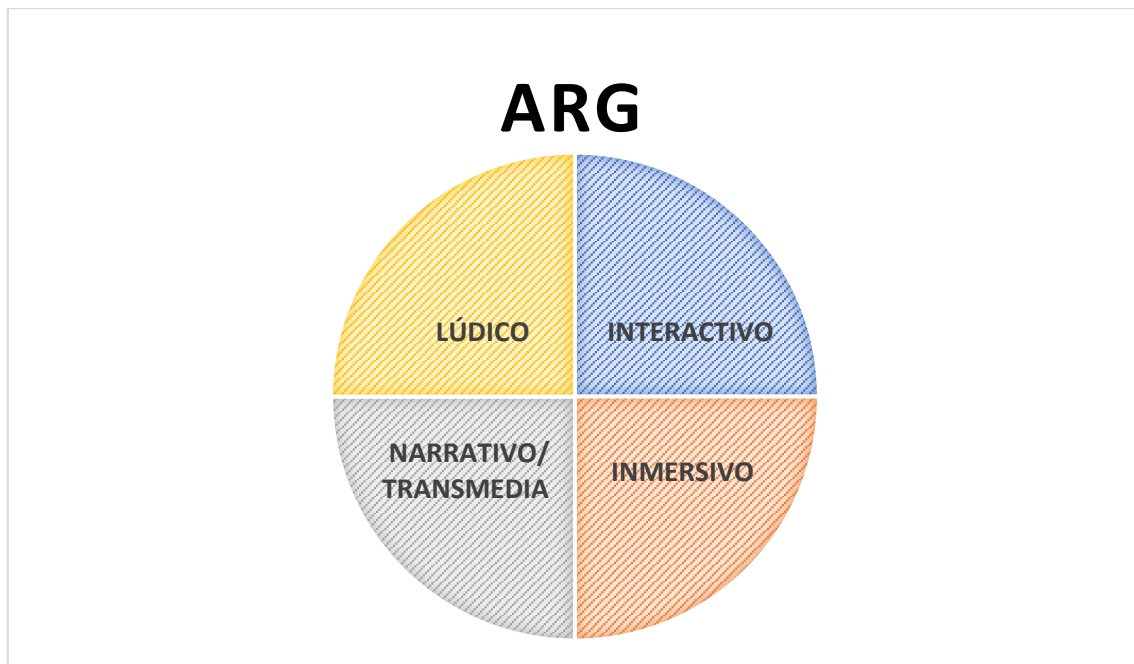 ARG
LÚDICO
INTERACTIVO
NARRATIVO/
TRANSMEDIA
INMERSIVO